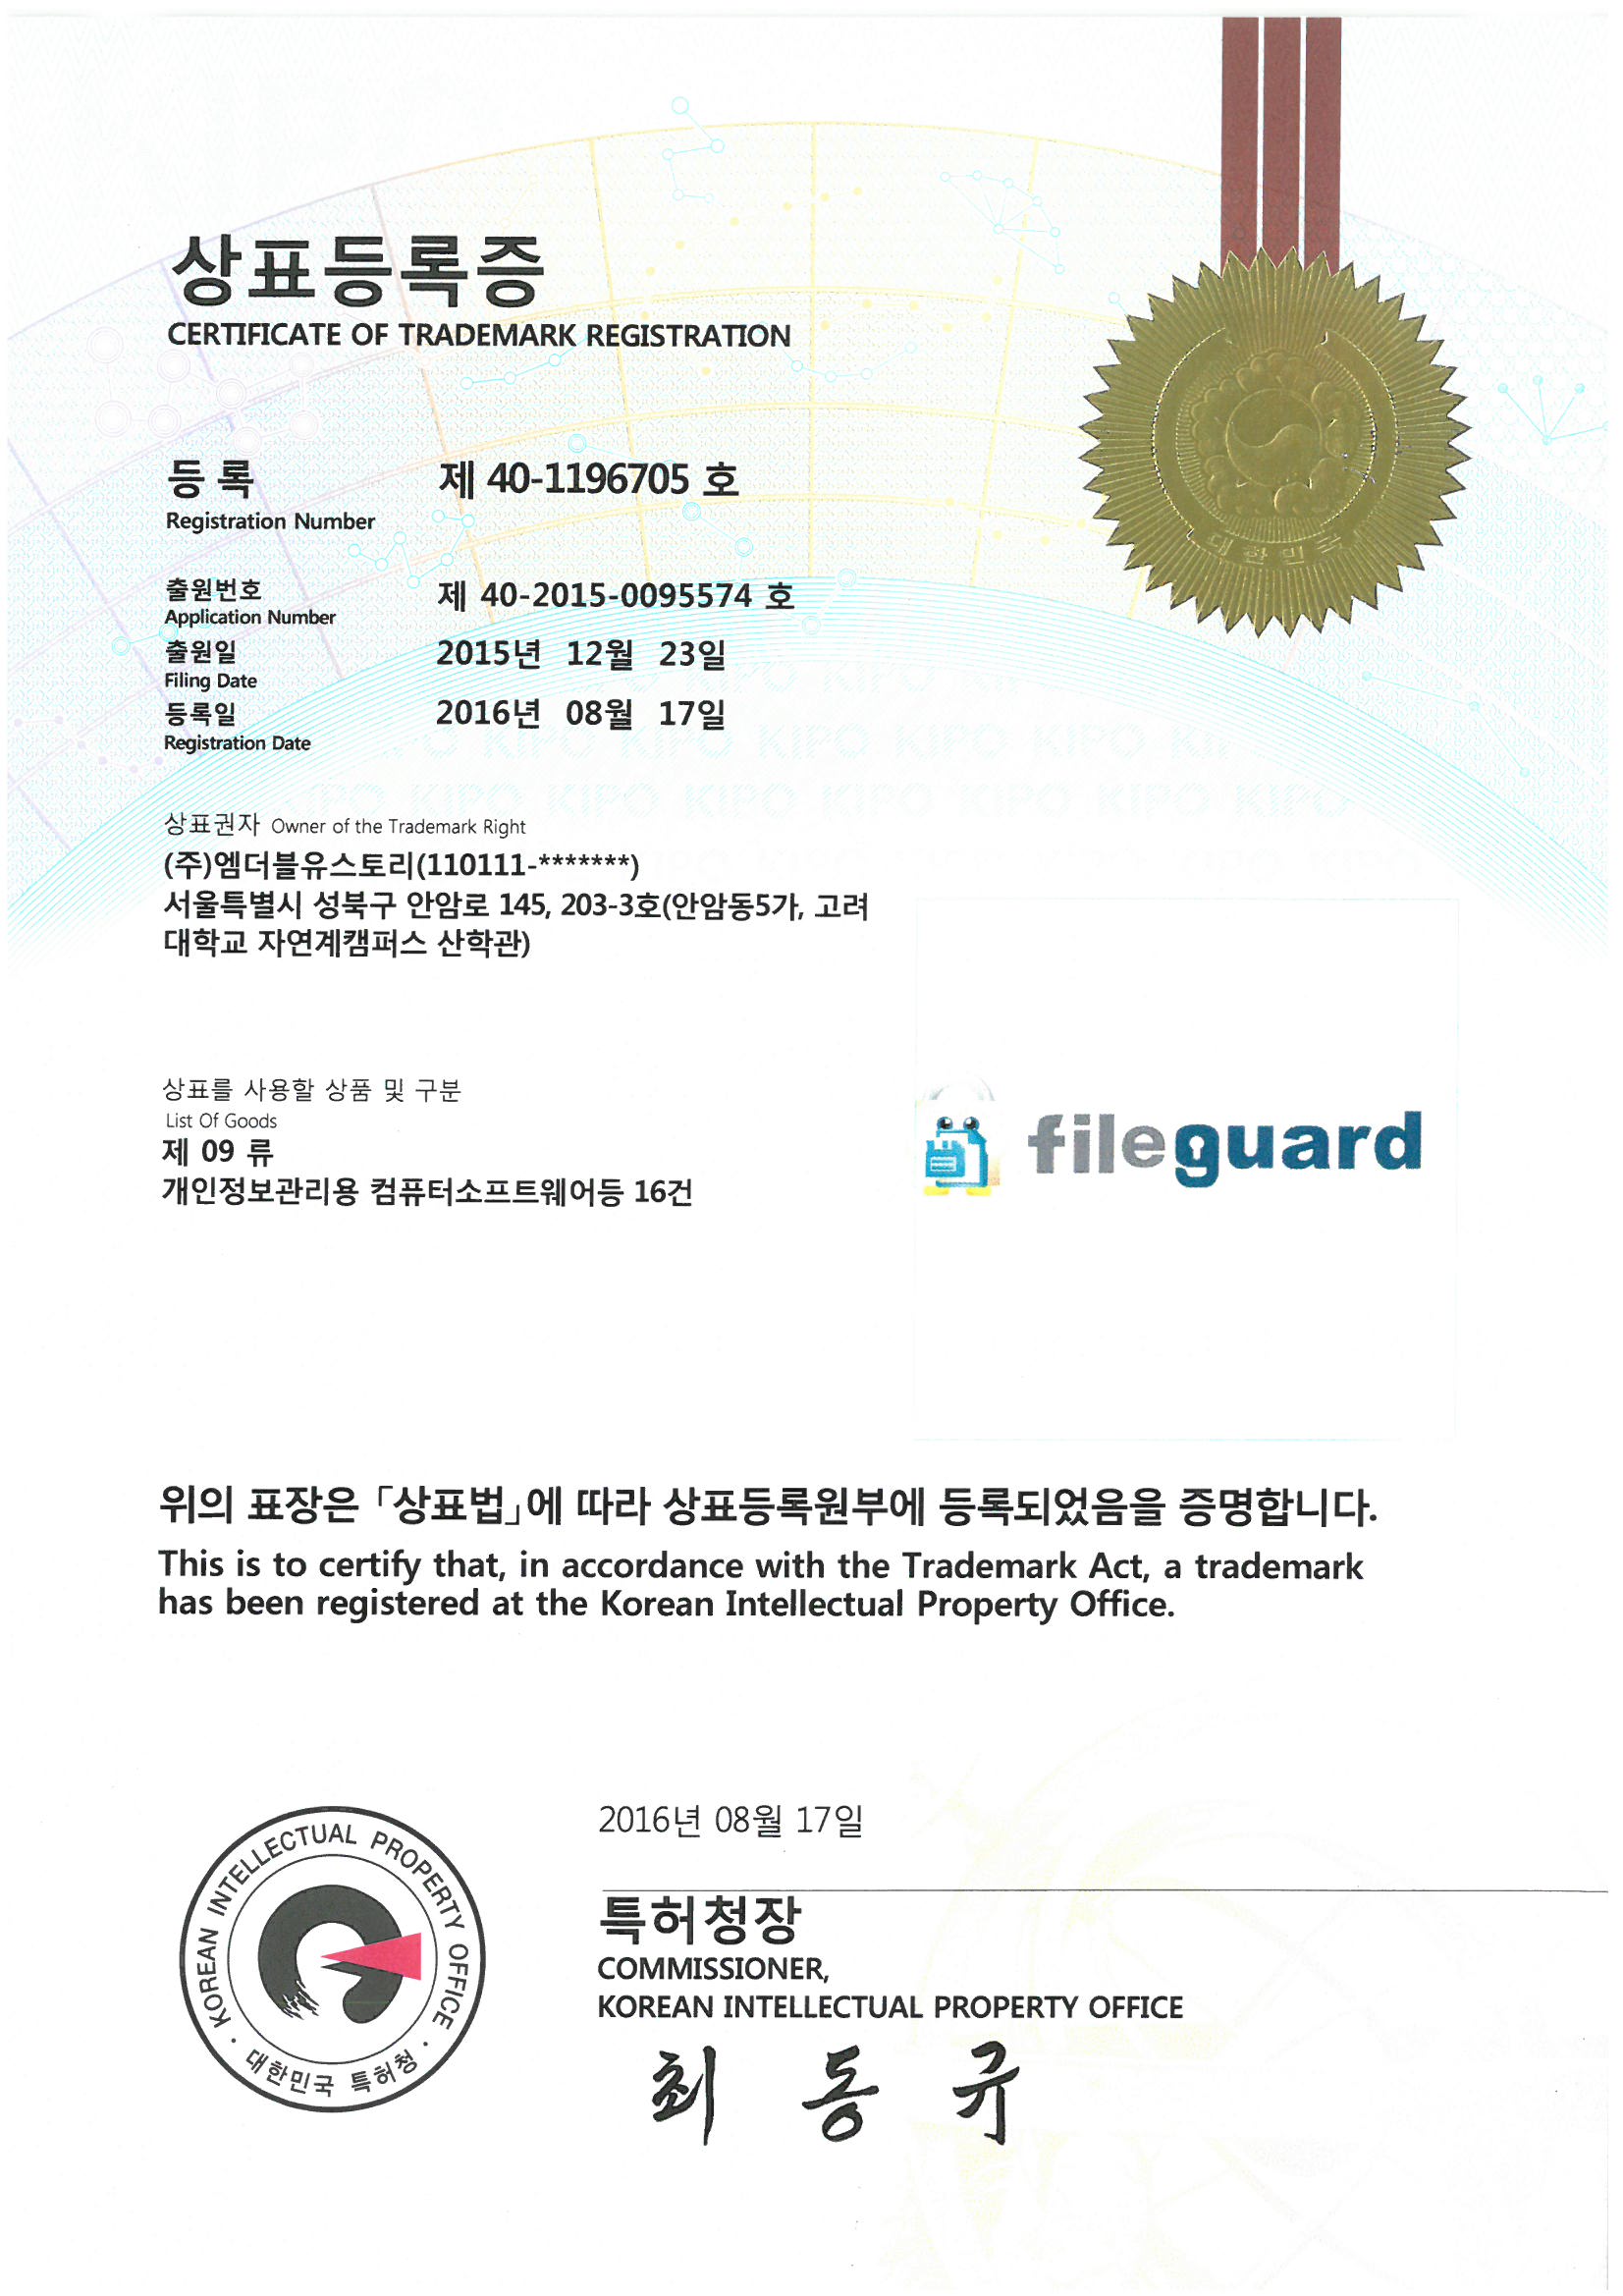 상표등록증
CERTIFICATE OF TRADEMARK REGISTRATION
대한민국
등 록
제 40-1196705 호
Registration Number
출원번호
제 40-2015-0095574 호
Application Number
출원일
2015년 12월 23일
Filing Date
등록일
2016년 08월 17일
Registration Date
KIPO KIPO KIPO KIPO KIPO
상표권자 Owner of the Trademark Right
(주)엠더블유스토리(110111-*******)
서울특별시 성북구 안암로 145, 203-3호(안암동5가, 고려
대학교 자연계캠퍼스 산학관)
상표를 사용할 상품 및 구분
List Of Goods
제 09 류
개인정보관리용 컴퓨터소프트웨어등 16건
fileguard
위의 표장은 「상표법」에 따라 상표등록원부에 등록되었음을 증명합니다.
This is to certify that, in accordance with the Trademark Act, a trademark
has been registered at the Korean Intellectual Property Office.
2016년 08월 17일
특허청장
COMMISSIONER,
KOREAN INTELLECTUAL PROPERTY OFFICE
최 동 규
KOREAN INTELLECTUAL PROPERTY OFFICE
대한민국 특허청